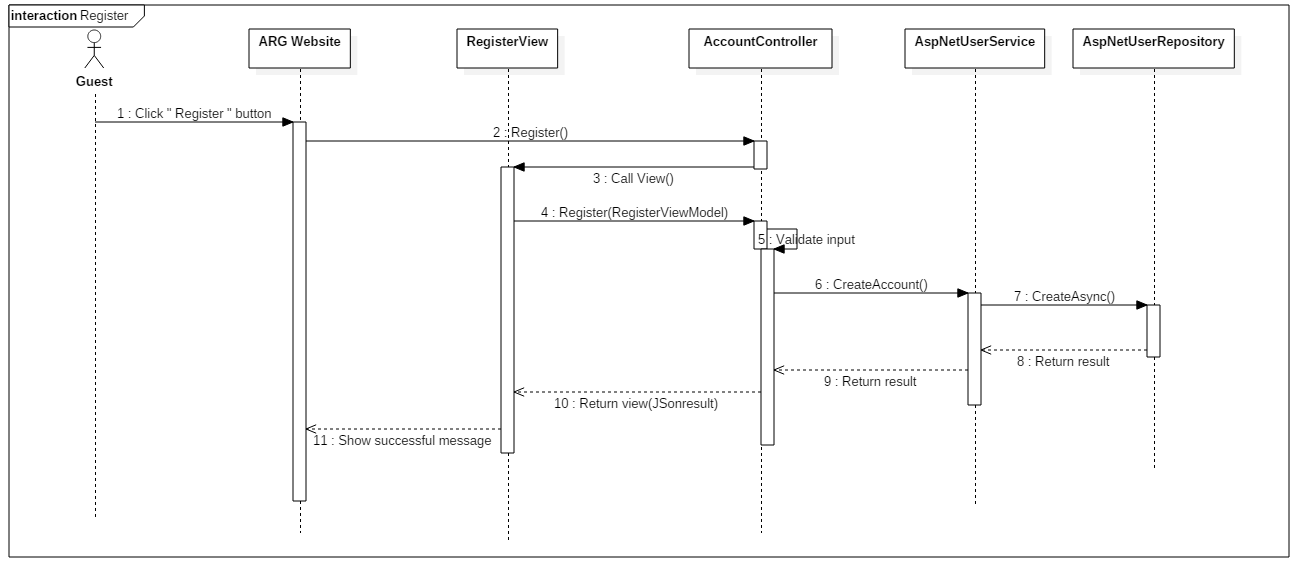 interaction Register
Guest
ARG Website
RegisterView
AccountController
AspNetUserService
AspNetUserRepository
1 : Click " Register " button
2 : Register()
3 : Call View()
4 : Register(RegisterViewModel)
5 : Validate input
6 : CreateAccount()
7 : CreateAsync()
8 : Return result
9 : Return result
10 : Return view(JSonresult)
11 : Show successful message